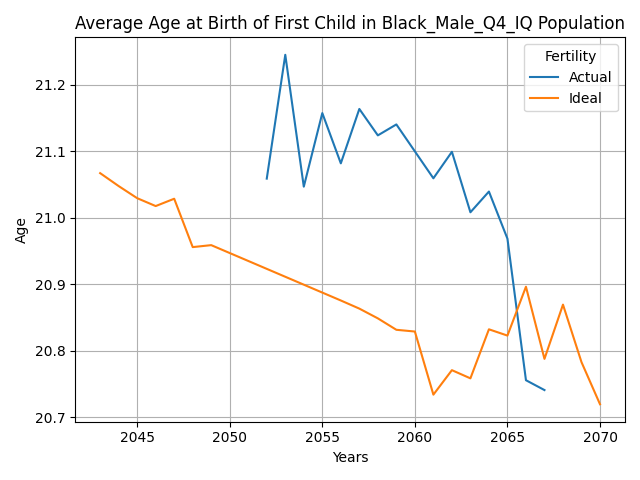 Average Age at Birth of First Child in Black_Male_Q4_IQ Population
Fertility
Actual
Ideal
21.2
21.1
21.0
20.9
20.8
20.7
Age
2045 2050 2055 2060 2065 2070
Years